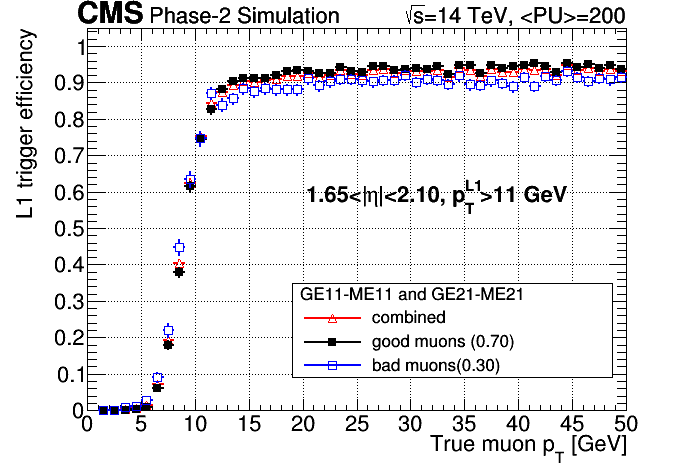 CMS Phase-2 Simulation √s=14 TeV, <PU>=200
L1 trigger efficiency
1
0.9
0.8
0.7
0.6
0.5
0.4
0.3
0.2
0.1
0
1.65<|η|<2.10, p_T^L1>11 GeV
GE11-ME11 and GE21-ME21
combined
good muons (0.70)
bad muons(0.30)
0 5 10 15 20 25 30 35 40 45 50
True muon p_T [GeV]